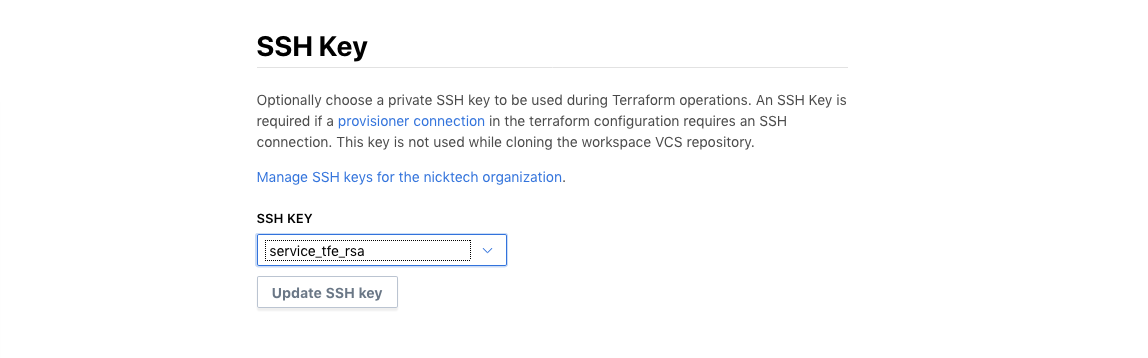 SSH Key
Optionally choose a private SSH key to be used during Terraform operations. An SSH Key is
required if a provisioner connection in the terraform configuration requires an SSH
connection. This key is not used while cloning the workspace VCS repository.
Manage SSH keys for the nicktech organization.
SSH KEY
service_tfe_rsa
Update SSH key